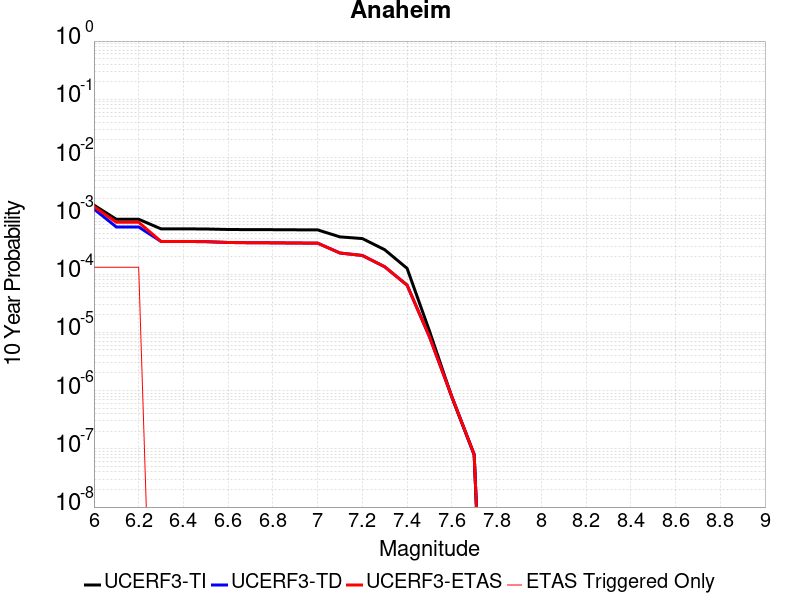 Anaheim
10^0
10^-1
10^-2
10^-3
10^-4
10^-5
10^-6
10^-7
10^-8
10 Year Probability
6 6.2 6.4 6.6 6.8 7 7.2 7.4 7.6 7.8 8 8.2 8.4 8.6 8.8 9
Magnitude
UCERF3-TI UCERF3-TD UCERF3-ETAS ETAS Triggered Only